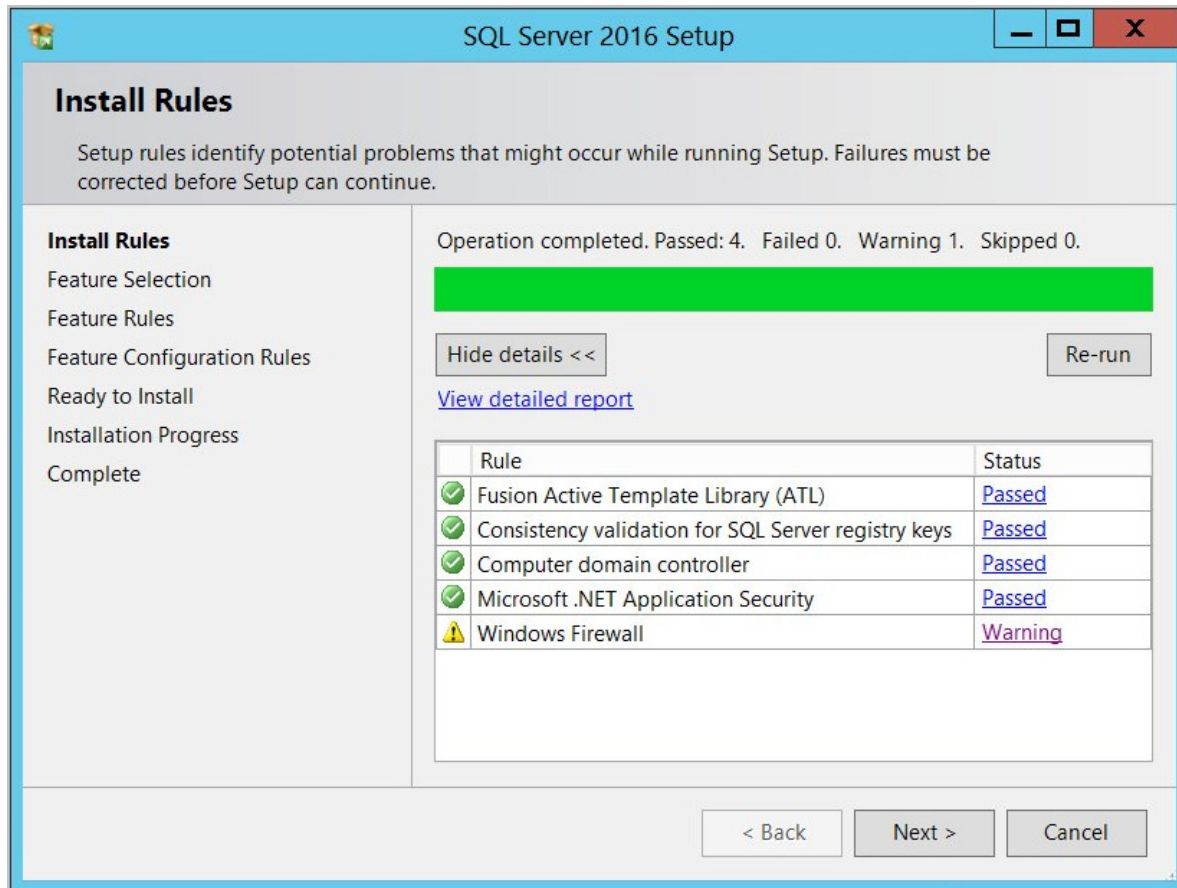 SQL Server 2016 Setup
Install Rules
Setup rules identify potential problems that might occur while running Setup. Failures must be
corrected before Setup can continue.
Install Rules
Feature Selection
Feature Rules
Feature Configuration Rules
Ready to Install
Installation Progress
Complete
Operation completed. Passed: 4.   Failed 0.   Warning 1.   Skipped 0.
Hide details <<
Re-run
View detailed report
Rule Status
Fusion Active Template Library (ATL) Passed
Consistency validation for SQL Server registry keys Passed
Computer domain controller Passed
Microsoft .NET Application Security Passed
Windows Firewall Warning
< Back Next > Cancel